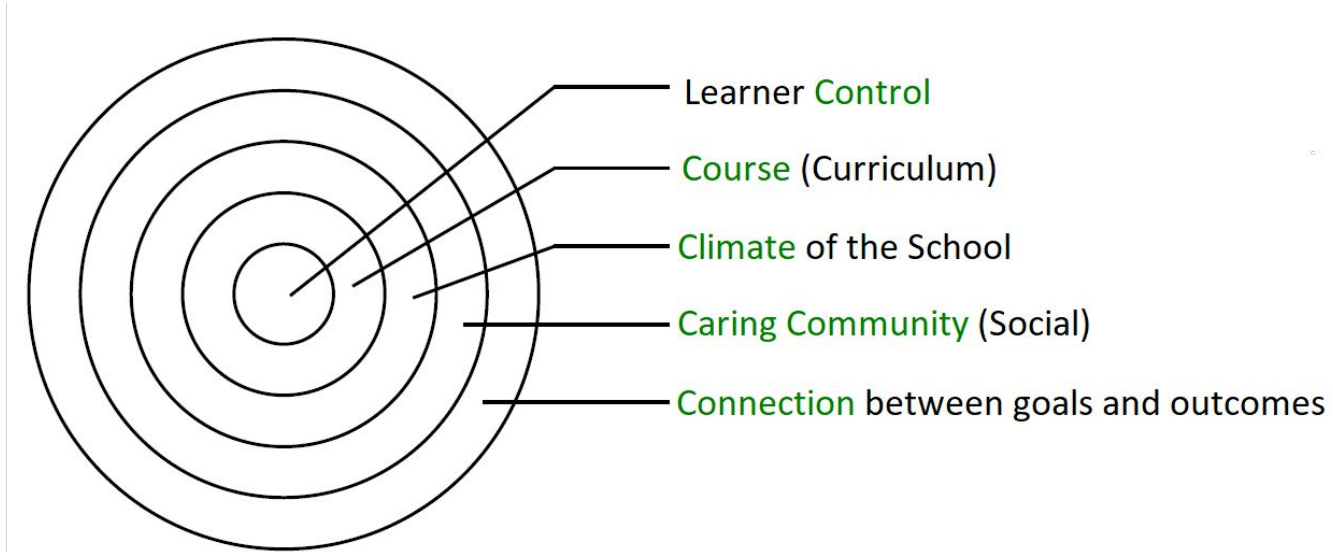 Learner Control
Course (Curriculum)
Climate of the School
Caring Community (Social)
Connection between goals and outcomes